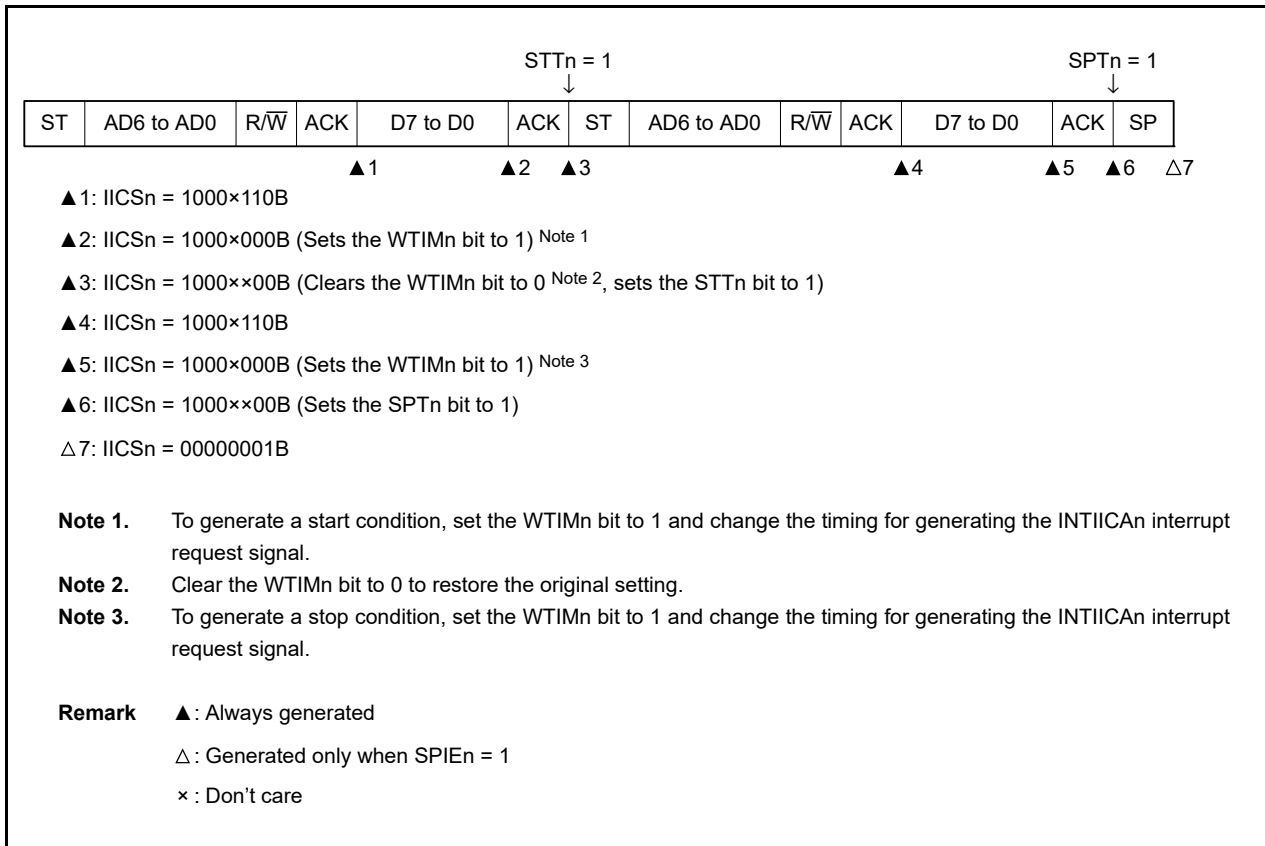 STTn = 1 SPTn = 1
↓ ↓
ST AD6 to AD0 R/W̅ ACK D7 to D0 ACK ST AD6 to AD0 R/W̅ ACK D7 to D0 ACK SP
▲1 ▲2 ▲3 ▲4 ▲5 ▲6 △7
▲1: IICSn = 1000×110B
▲2: IICSn = 1000×000B (Sets the WTIMn bit to 1) Note 1
▲3: IICSn = 1000××00B (Clears the WTIMn bit to 0 Note 2, sets the STTn bit to 1)
▲4: IICSn = 1000×110B
▲5: IICSn = 1000×000B (Sets the WTIMn bit to 1) Note 3
▲6: IICSn = 1000××00B (Sets the SPTn bit to 1)
△7: IICSn = 00000001B
Note 1. To generate a start condition, set the WTIMn bit to 1 and change the timing for generating the INTIICAn interrupt
request signal.
Note 2. Clear the WTIMn bit to 0 to restore the original setting.
Note 3. To generate a stop condition, set the WTIMn bit to 1 and change the timing for generating the INTIICAn interrupt
request signal.
Remark ▲: Always generated
△: Generated only when SPIEn = 1
×: Don't care